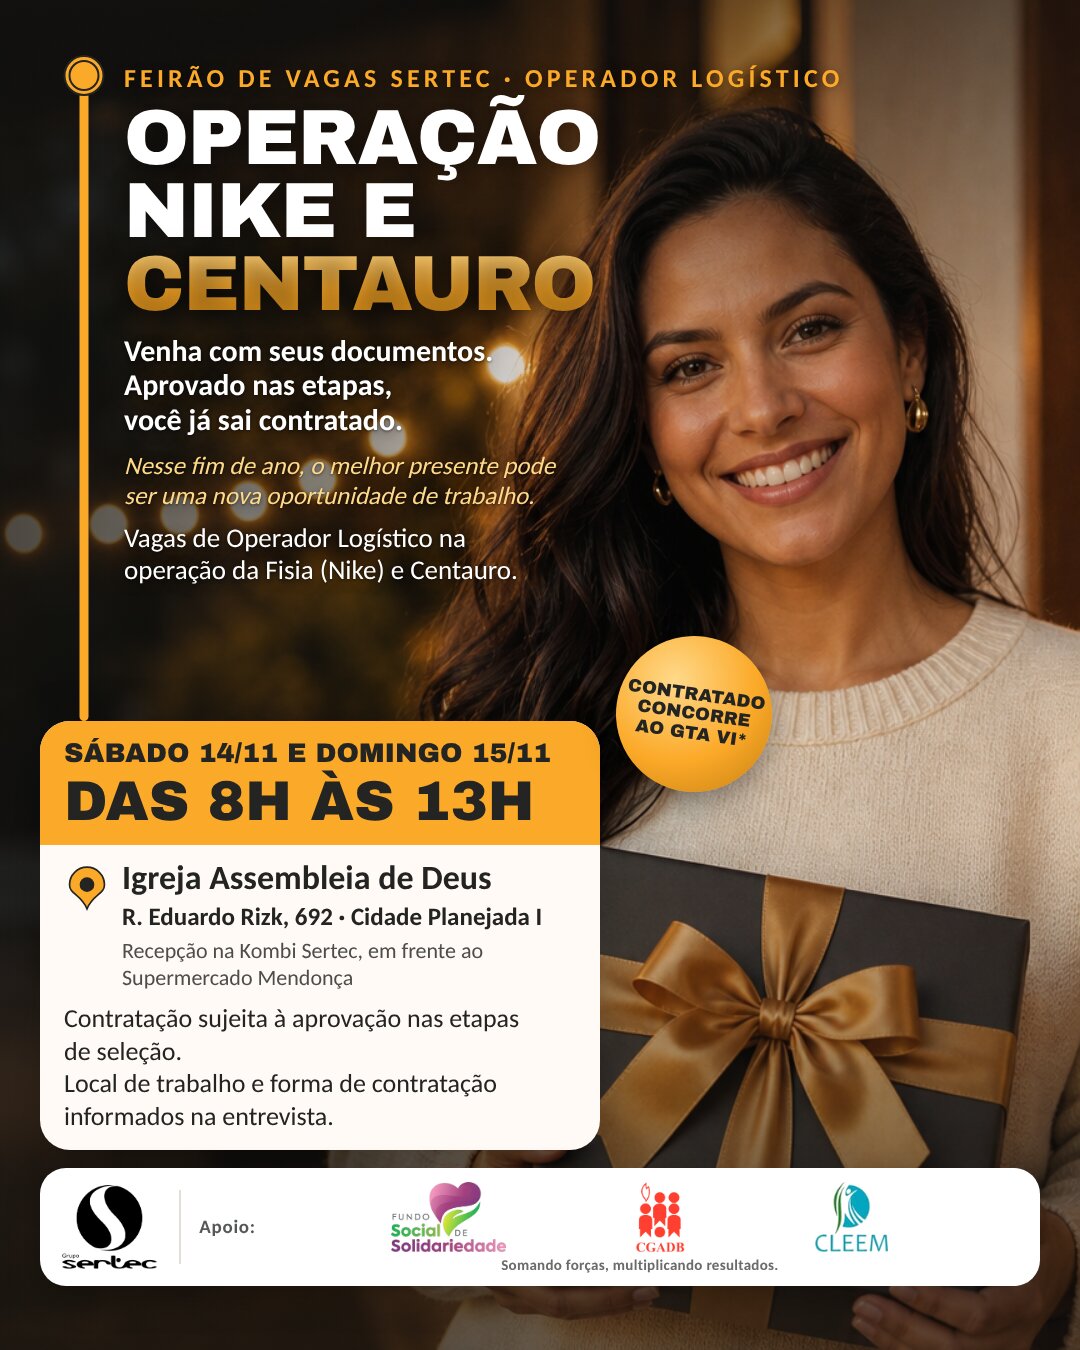 FEIRÃO DE VAGAS SERTEC · OPERADOR LOGÍSTICO
OPERAÇÃO
NIKE E
CENTAURO
Venha com seus documentos.
Aprovado nas etapas,
você já sai contratado.
Nesse fim de ano, o melhor presente pode
ser uma nova oportunidade de trabalho.
Vagas de Operador Logístico na
operação da Fisia (Nike) e Centauro.
CONTRATADO
CONCORRE
AO GTA VI*
SÁBADO 14/11 E DOMINGO 15/11
DAS 8H ÀS 13H
Igreja Assembleia de Deus
R. Eduardo Rizk, 692 · Cidade Planejada I
Recepção na Kombi Sertec, em frente ao
Supermercado Mendonça
Contratação sujeita à aprovação nas etapas
de seleção.
Local de trabalho e forma de contratação
informados na entrevista.
Grupo
sertec
Apoio:
FUNDO
Social DE
Solidariedade
CGADB
CLEEM
Somando forças, multiplicando resultados.